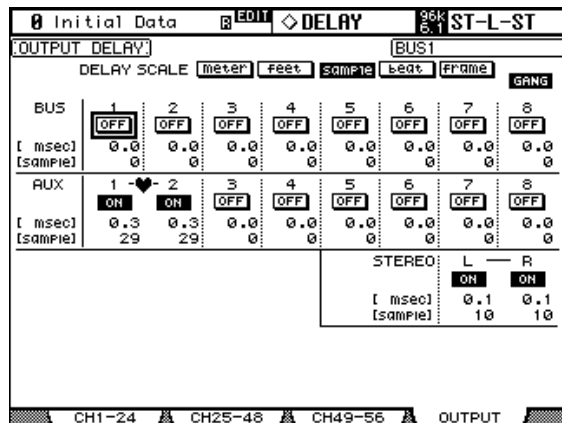 0 Initial Data R EDIT ◇DELAY 96k 6.1 ST-L-ST
OUTPUT DELAY BUS1
DELAY SCALE meter feet sample beat frame
GANG
BUS 1 2 3 4 5 6 7 8
OFF OFF OFF OFF OFF OFF OFF OFF
[ msec] 0.0 0.0 0.0 0.0 0.0 0.0 0.0 0.0
[sample] 0 0 0 0 0 0 0 0
AUX 1 -♥- 2 3 4 5 6 7 8
ON ON OFF OFF OFF OFF OFF OFF
[ msec] 0.3 0.3 0.0 0.0 0.0 0.0 0.0 0.0
[sample] 29 29 0 0 0 0 0 0
STEREO L — R
ON ON
[ msec] 0.1 0.1
[sample] 10 10
CH1-24 CH25-48 CH49-56 OUTPUT